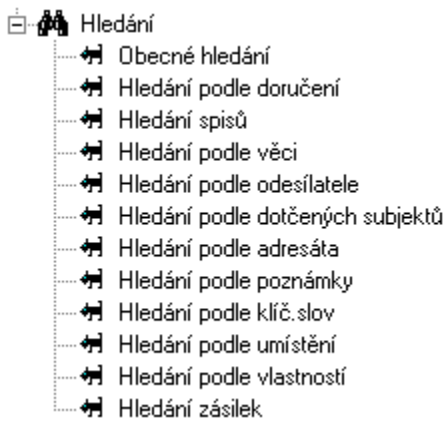 Hledání
Obecné hledání
Hledání podle doručení
Hledání spisů
Hledání podle věci
Hledání podle odesílatele
Hledání podle dotčených subjektů
Hledání podle adresáta
Hledání podle poznámky
Hledání podle klíč.slov
Hledání podle umístění
Hledání podle vlastností
Hledání zásilek